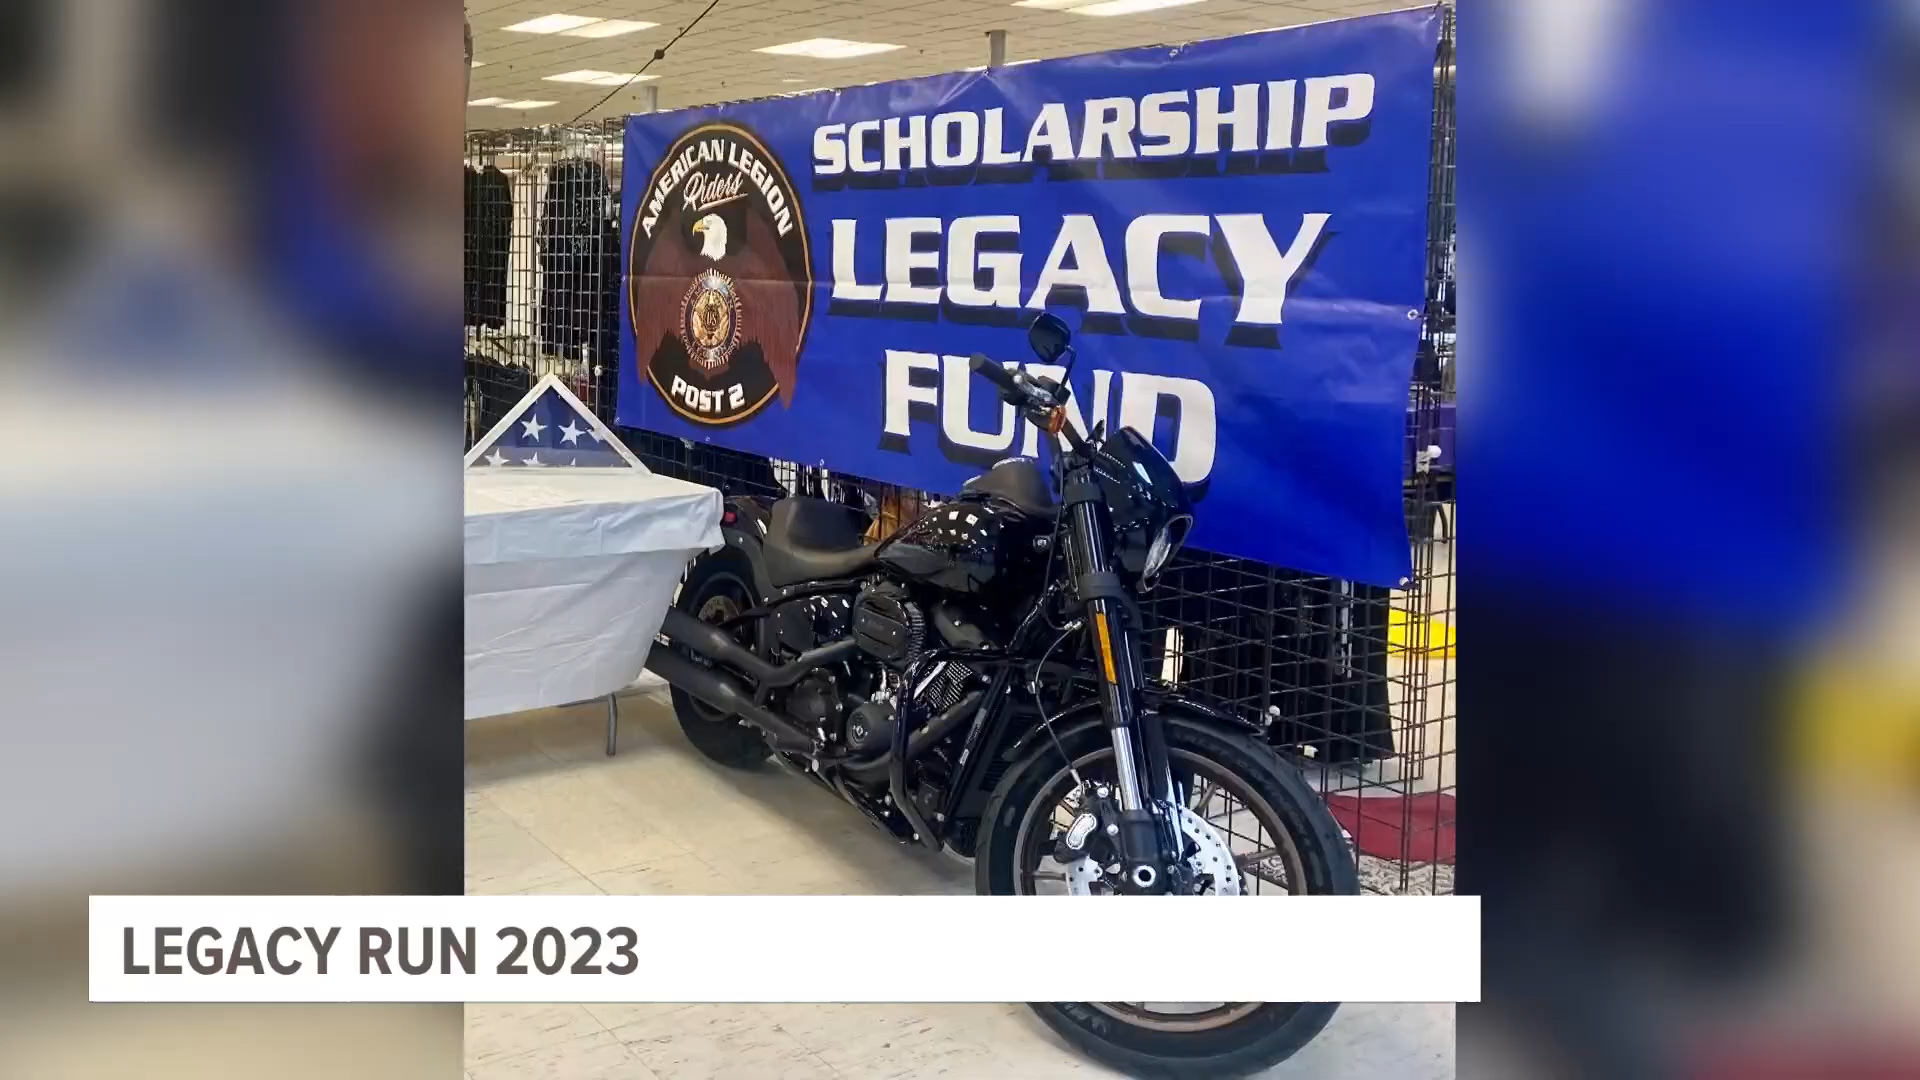 SCHOLARSHIP
LEGACY
FUND
AMERICAN LEGION
Riders
POST 2
LEGACY RUN 2023